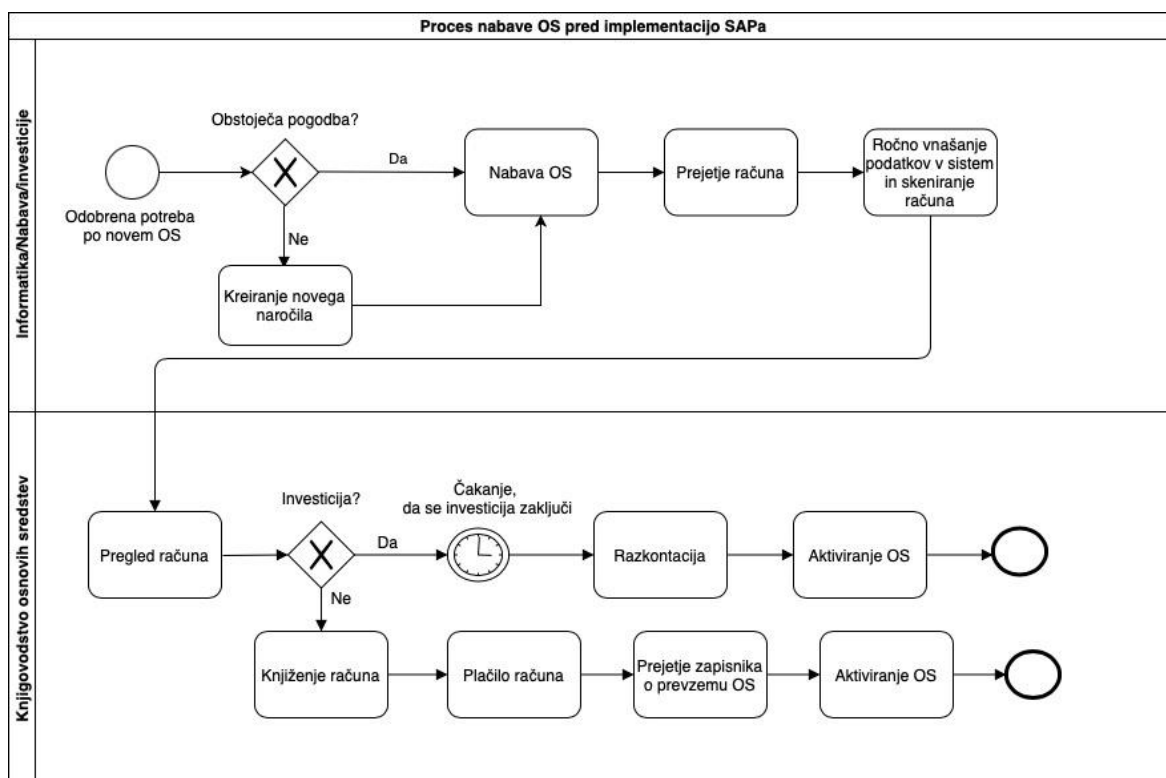 Proces nabave OS pred implementacijo SAPa
Informatika/Nabava/investicije
Obstoječa pogodba?
Da
Ne
Odobrena potreba
po novem OS
Kreiranje novega
naročila
Nabava OS
Prejetje računa
Ročno vnašanje
podatkov v sistem
in skeniranje
računa
Knjigovodstvo osnovih sredstev
Pregled računa
Investicija?
Da
Ne
Čakanje,
da se investicija zaključi
Razkontacija
Aktiviranje OS
Knjiženje računa
Plačilo računa
Prejetje zapisnika
o prevzemu OS
Aktiviranje OS